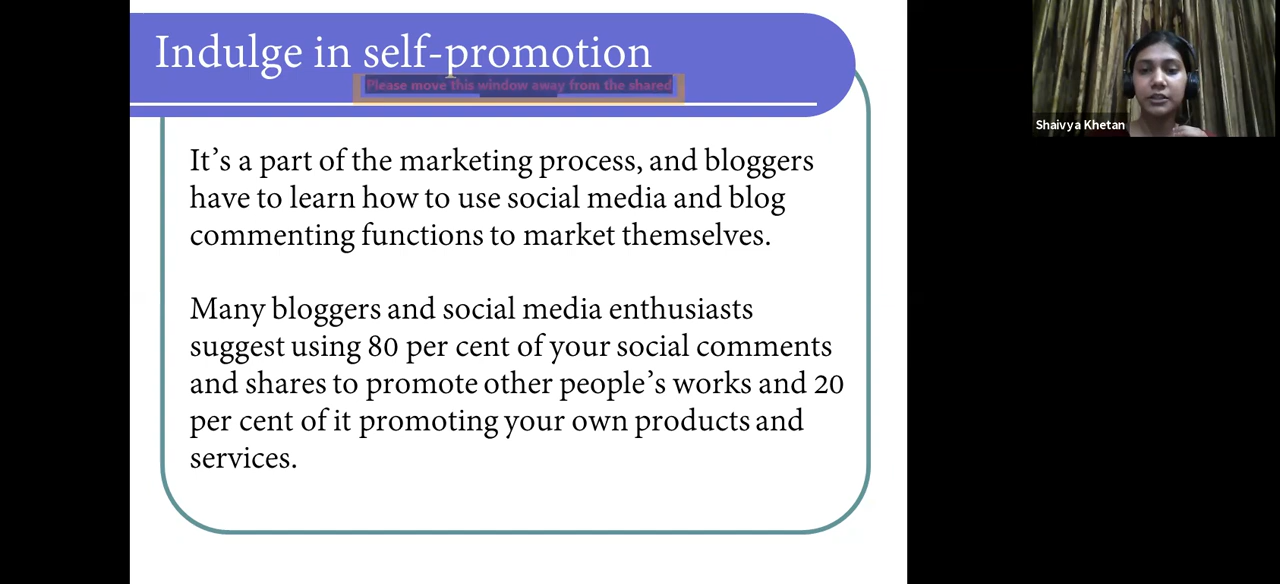 Indulge in self-promotion
Please move this window away from the shared
It’s a part of the marketing process, and bloggers
have to learn how to use social media and blog
commenting functions to market themselves.
Many bloggers and social media enthusiasts
suggest using 80 per cent of your social comments
and shares to promote other people’s works and 20
per cent of it promoting your own products and
services.
Shaivya Khetan